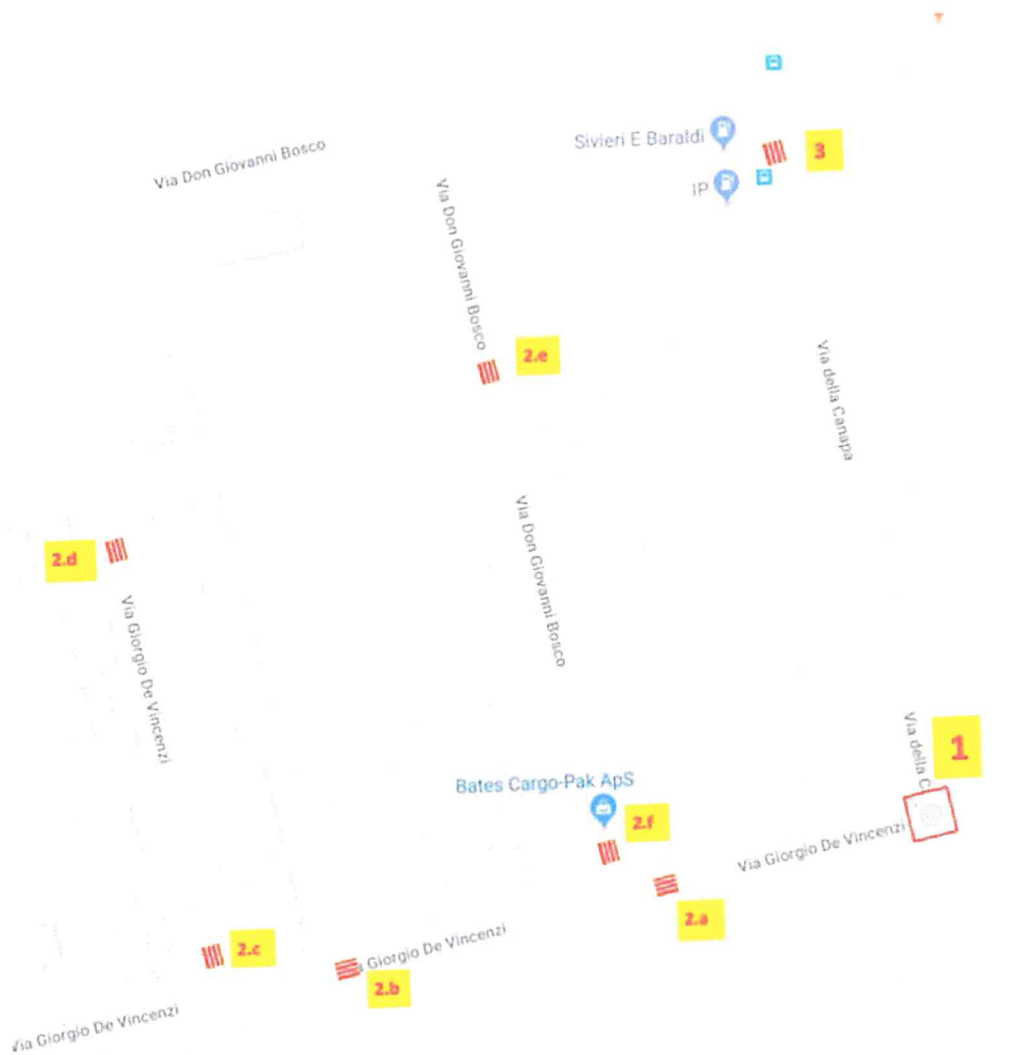 Sivieri E Baraldi
3
Via Don Giovanni Bosco
IP
Via Don Giovanni Bosco
2.e
Via della Canapa
Via Don Giovanni Bosco
2.d
Via Giorgio De Vincenzi
Via della C
1
Bates Cargo-Pak ApS
2.f
Via Giorgio De Vincenzi
2.a
2.c
a Giorgio De Vincenzi
2.b
Via Giorgio De Vincenzi